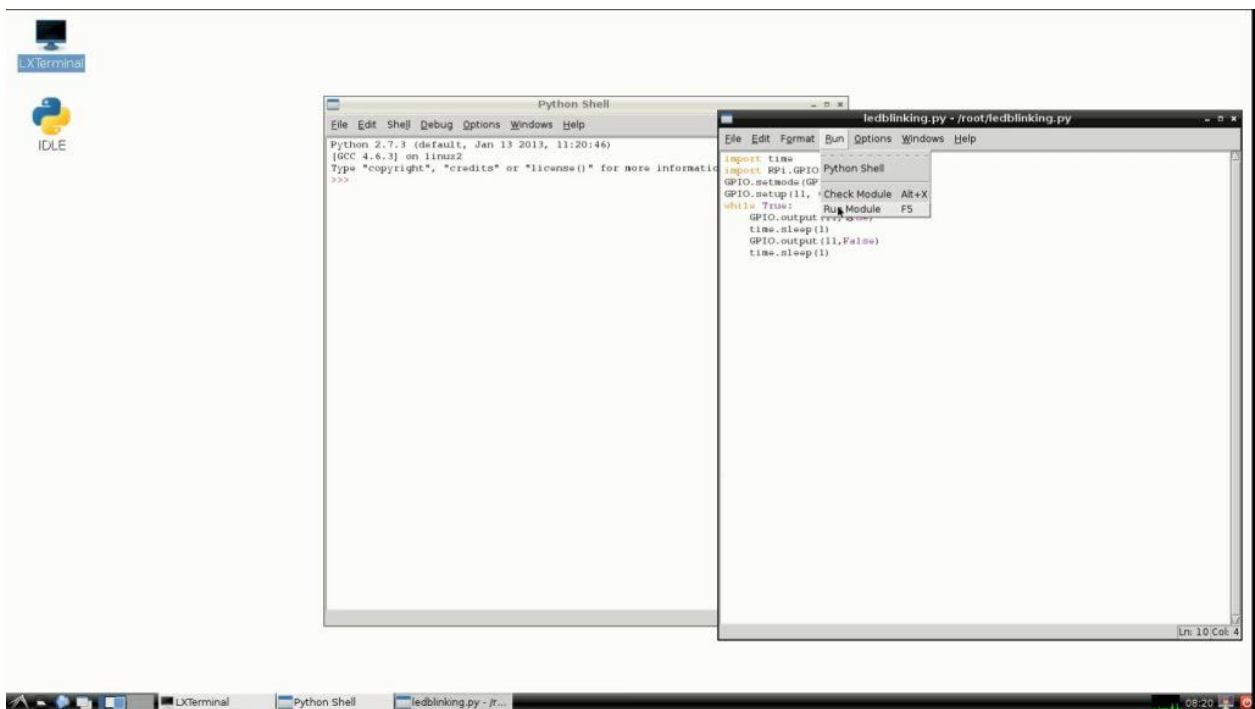 LXTerminal
IDLE
Python Shell
File Edit Shell Debug Options Windows Help
Python 2.7.3 (default, Jan 13 2013, 11:20:46)
[GCC 4.6.3] on linux2
Type "copyright", "credits" or "license()" for more informatic
>>>
ledblinking.py - /root/ledblinking.py
File Edit Format Run Options Windows Help
import time
import RPi.GPIO
GPIO.setmode(GP
GPIO.setup(11,
while True:
GPIO.output
time.sleep(1)
GPIO.output(11,False)
time.sleep(1)
Python Shell
Check Module Alt+X
Run Module F5
Ln: 10 Col: 4
LXTerminal
Python Shell
ledblinking.py - /r...
08:20